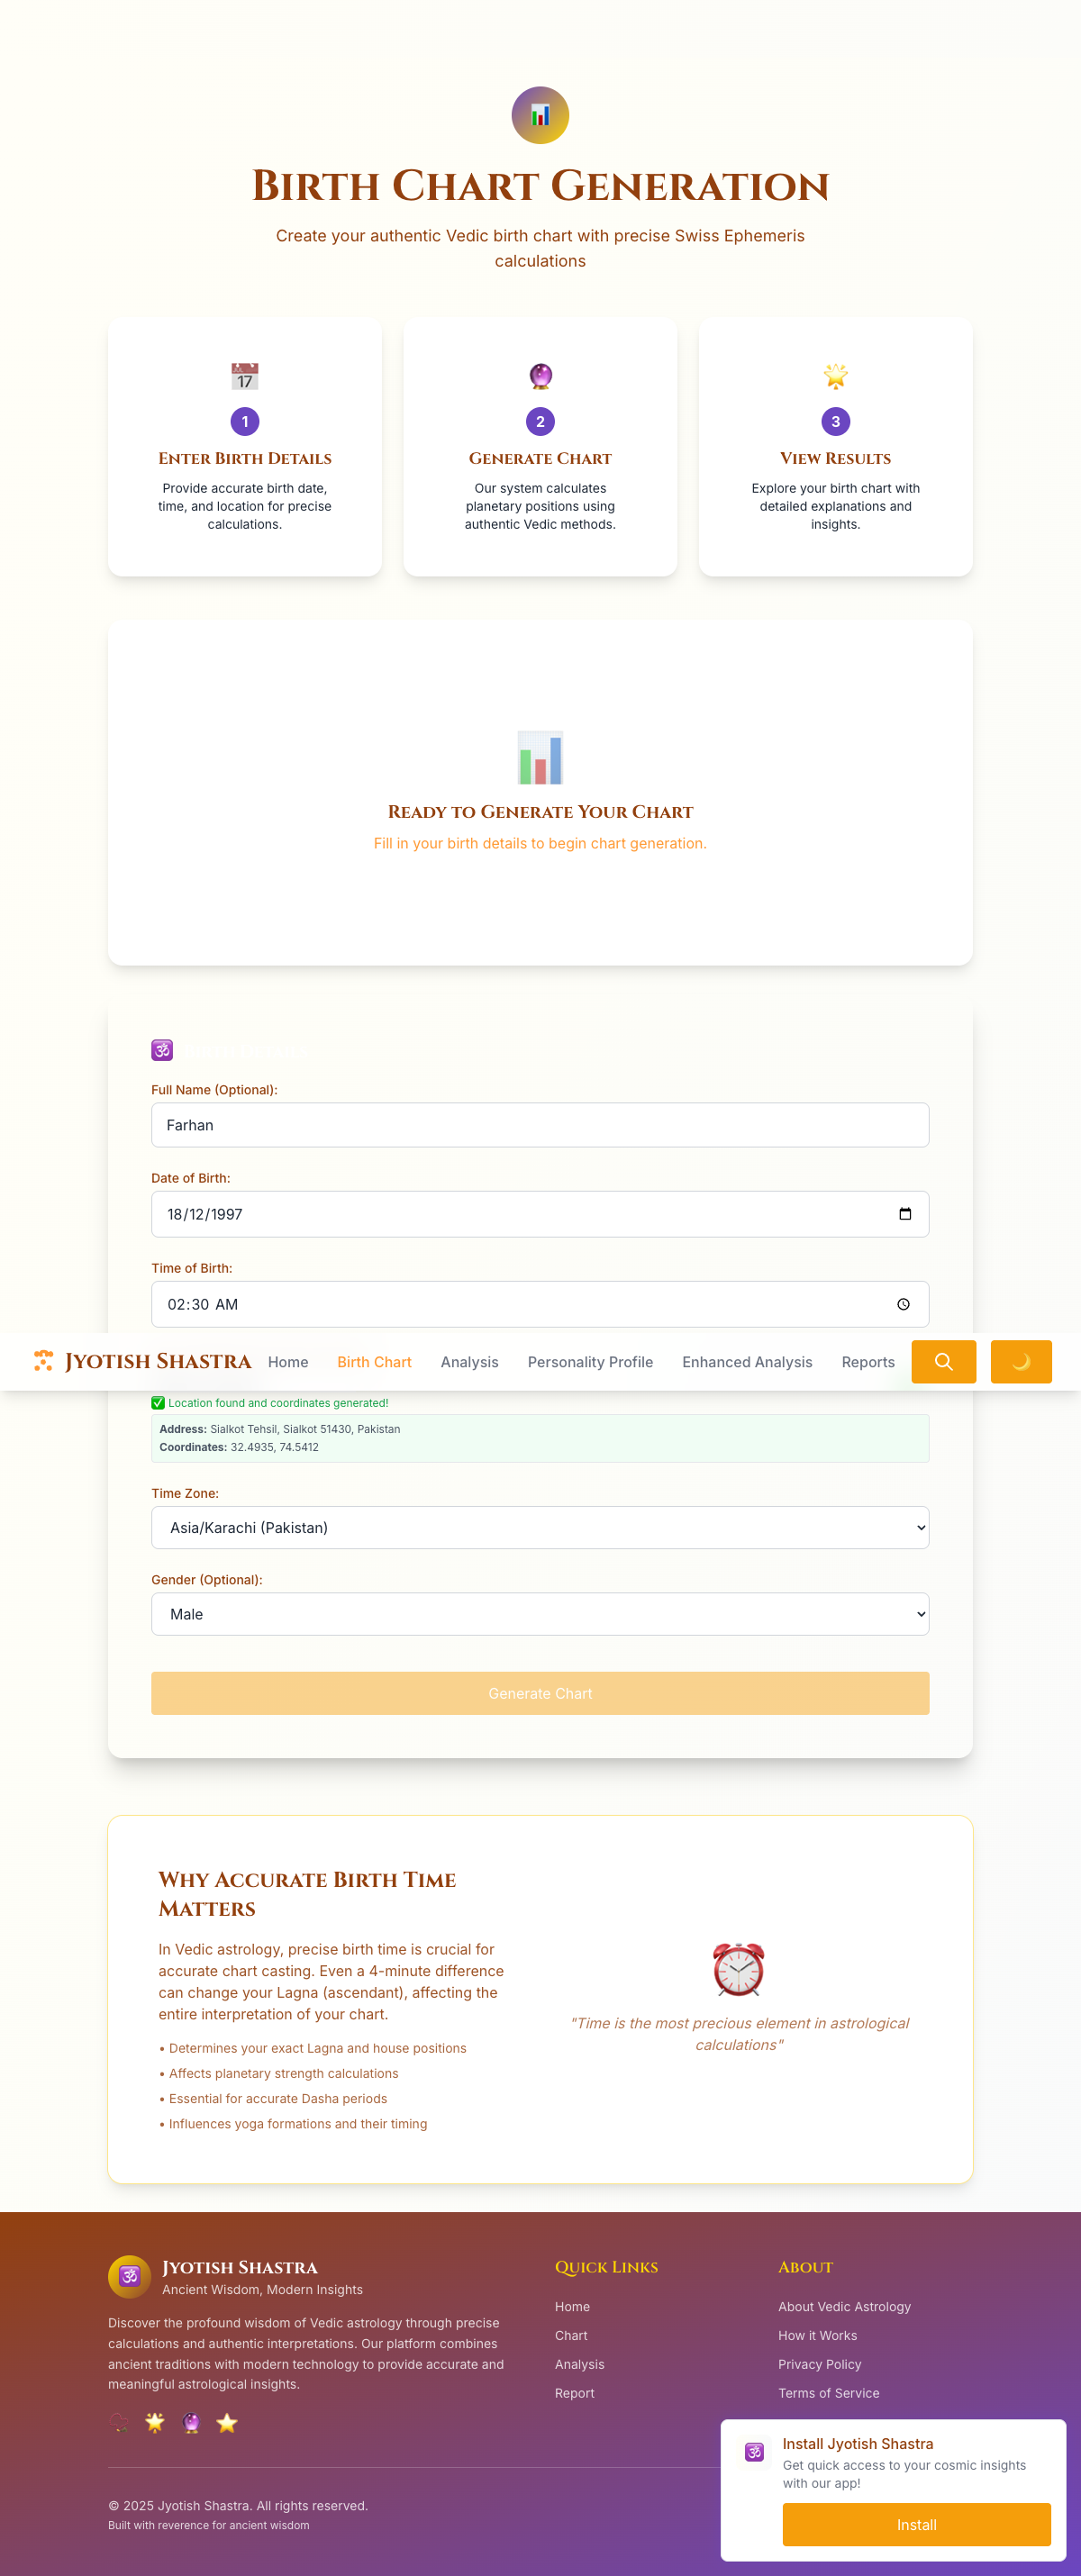 Birth Chart Generation
Create your authentic Vedic birth chart with precise Swiss Ephemeris
calculations
17
1
Enter Birth Details
Provide accurate birth date,
time, and location for precise
calculations.
2
Generate Chart
Our system calculates
planetary positions using
authentic Vedic methods.
3
View Results
Explore your birth chart with
detailed explanations and
insights.
Ready to Generate Your Chart
Fill in your birth details to begin chart generation.
🕉
Full Name (Optional):
Farhan
Date of Birth:
18/12/1997
Time of Birth:
02:30 AM
Jyotish Shastra Home Birth Chart Analysis Personality Profile Enhanced Analysis Reports
✅ Location found and coordinates generated!
Address: Sialkot Tehsil, Sialkot 51430, Pakistan
Coordinates: 32.4935, 74.5412
Time Zone:
Asia/Karachi (Pakistan)
Gender (Optional):
Male
Generate Chart
Why Accurate Birth Time
Matters
In Vedic astrology, precise birth time is crucial for
accurate chart casting. Even a 4-minute difference
can change your Lagna (ascendant), affecting the
entire interpretation of your chart.
• Determines your exact Lagna and house positions
• Affects planetary strength calculations
• Essential for accurate Dasha periods
• Influences yoga formations and their timing
"Time is the most precious element in astrological
calculations"
🕉
Jyotish Shastra
Ancient Wisdom, Modern Insights
Discover the profound wisdom of Vedic astrology through precise
calculations and authentic interpretations. Our platform combines
ancient traditions with modern technology to provide accurate and
meaningful astrological insights.
Quick Links
Home
Chart
Analysis
Report
About
About Vedic Astrology
How it Works
Privacy Policy
Terms of Service
© 2025 Jyotish Shastra. All rights reserved.
Built with reverence for ancient wisdom
🕉
Install Jyotish Shastra
Get quick access to your cosmic insights
with our app!
Install